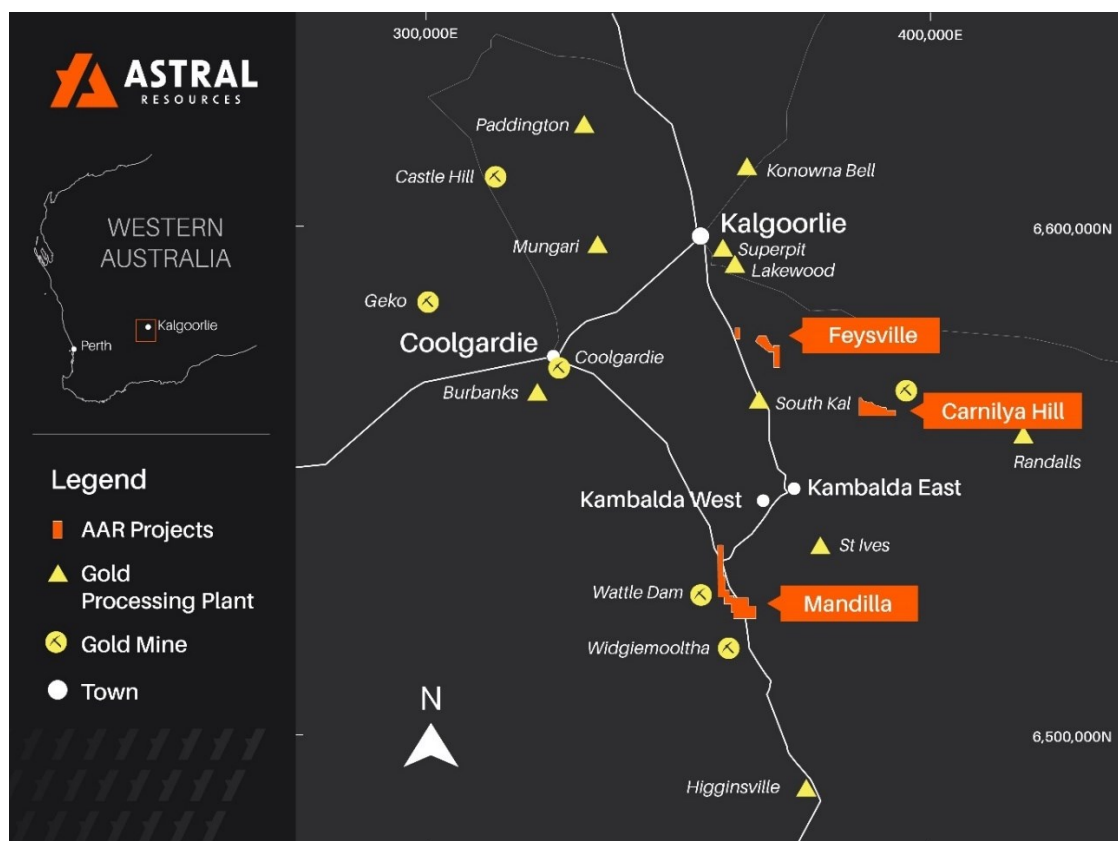 ASTRAL
RESOURCES
WESTERN
AUSTRALIA
Kalgoorlie
Perth
Legend
AAR Projects
Gold
Processing Plant
Gold Mine
Town
300,000E
400,000E
Paddington
Castle Hill
Konowna Bell
Kalgoorlie
6,600,000N
Mungari
Superpit
Lakewood
Geko
Feysville
Coolgardie
Coolgardie
Burbanks
South Kal
Carnilya Hill
Randalls
Kambalda East
Kambalda West
St Ives
Wattle Dam
Mandilla
Widgiemooltha
N
6,500,000N
Higginsville